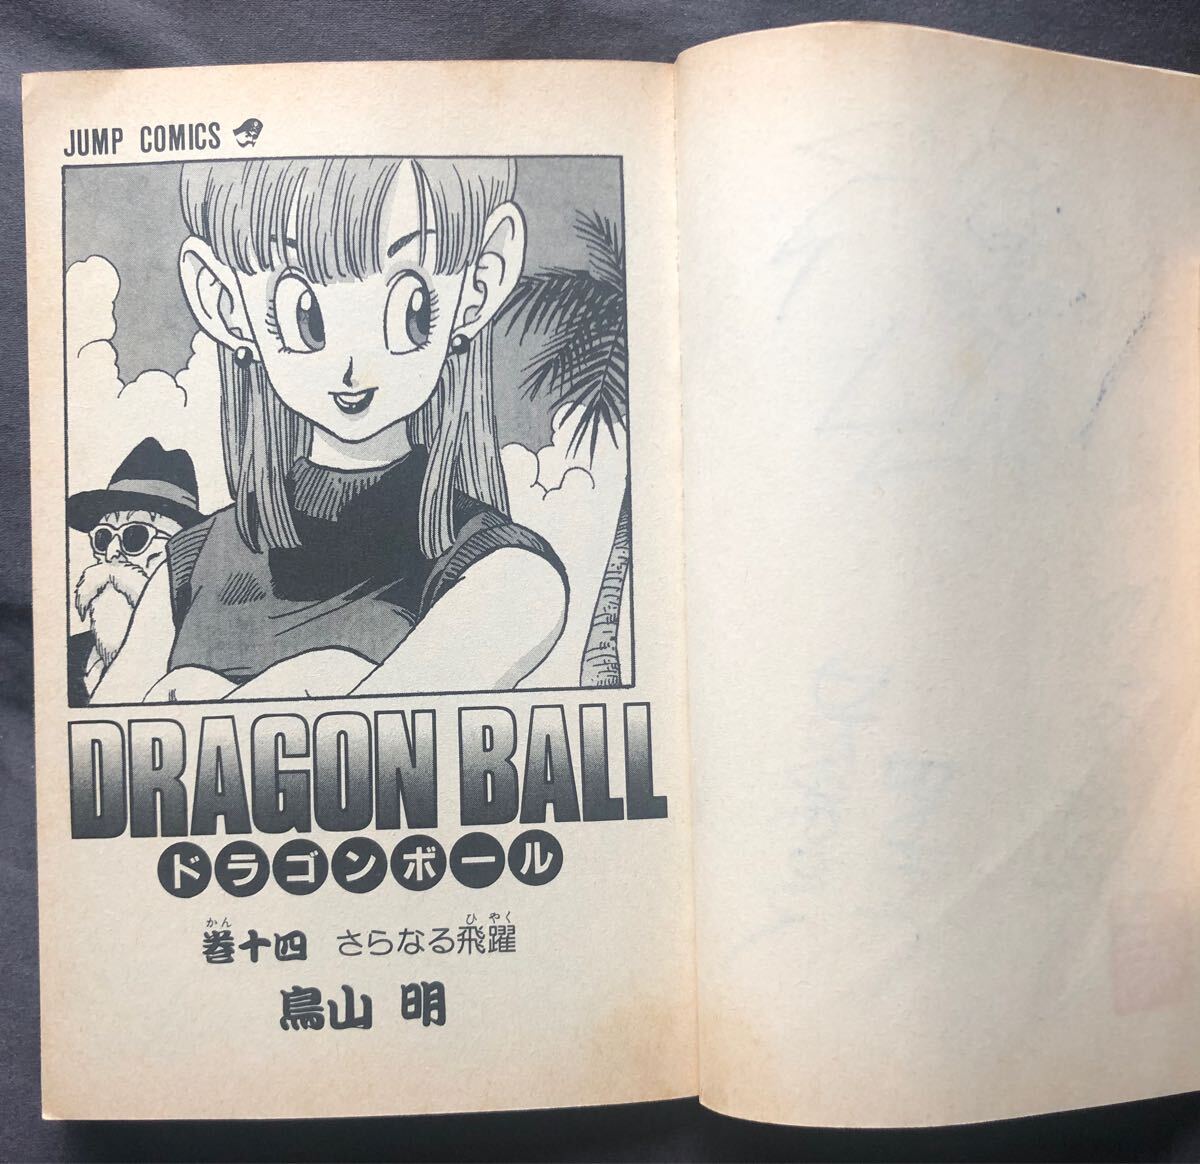 JUMP COMICS
DRAGON BALL
ドラゴンボール
かん ひやく
巻十四 さらなる飛躍
鳥山 明